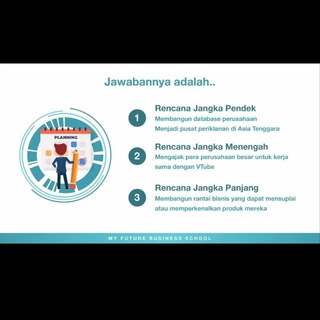 Jawabannya adalah..
PLANNING
1
Rencana Jangka Pendek
Membangun database perusahaan
Menjadi pusat periklanan di Asia Tenggara
2
Rencana Jangka Menengah
Mengajak para perusahaan besar untuk kerja
sama dengan VTube
3
Rencana Jangka Panjang
Membangun rantai bisnis yang dapat mensuplai
atau memperkenalkan produk mereka
MY FUTURE BUSINESS SCHOOL